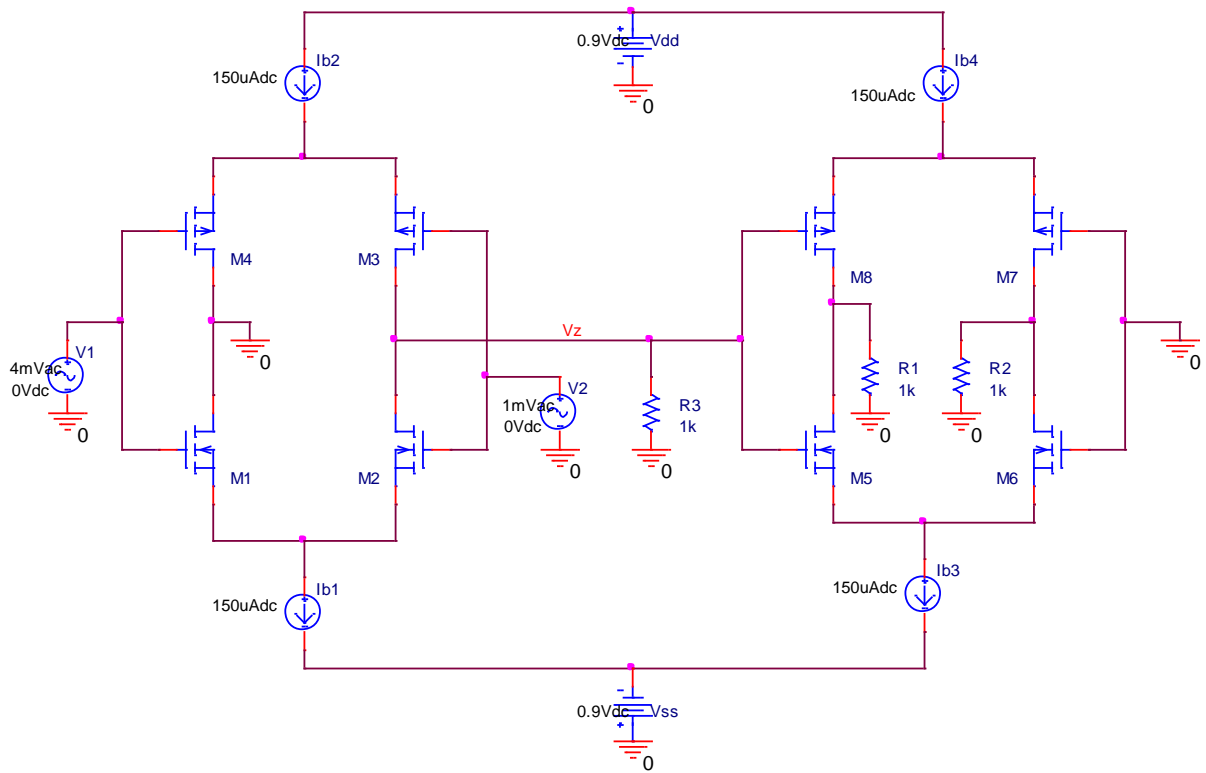 Ib2
150uAdc
0.9Vdc
Vdd
0
Ib4
150uAdc
M4
M3
M8
M7
Vz
V1
4mVac
0Vdc
0
0
V2
1mVac
0Vdc
0
R3
1k
0
R1
1k
0
R2
1k
0
0
M1
M2
M5
M6
Ib1
150uAdc
Ib3
150uAdc
0.9Vdc
Vss
0